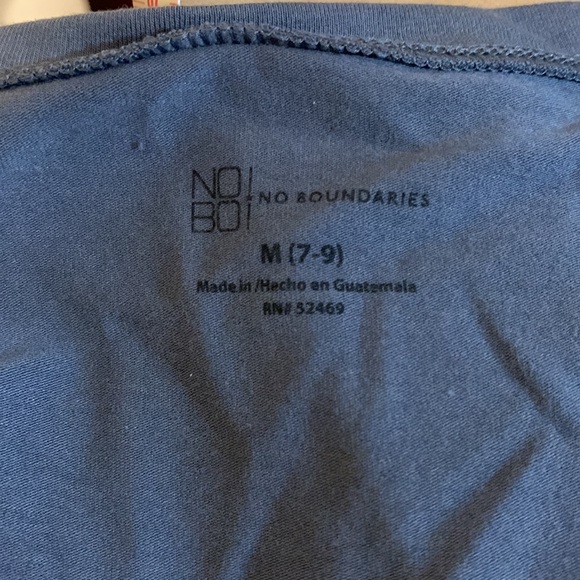 NO
BO
NO BOUNDARIES
M (7-9)
Made in/Hecho en Guatemala
RN# 52469